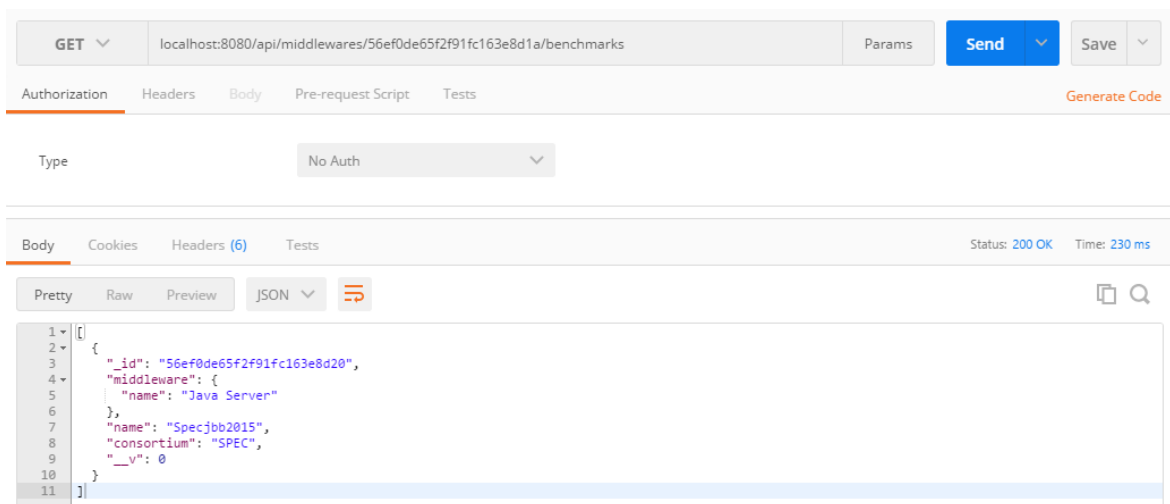 GET localhost:8080/api/middlewares/56ef0de65f2f91fc163e8d1a/benchmarks Params Send Save
Authorization Headers Body Pre-request Script Tests Generate Code
Type No Auth
Body Cookies Headers (6) Tests Status: 200 OK Time: 230 ms
Pretty Raw Preview JSON
1 [
2 {
3 "_id": "56ef0de65f2f91fc163e8d20",
4 "middleware": {
5 "name": "Java Server"
6 },
7 "name": "Specjbb2015",
8 "consortium": "SPEC",
9 "__v": 0
10 }
11 ]